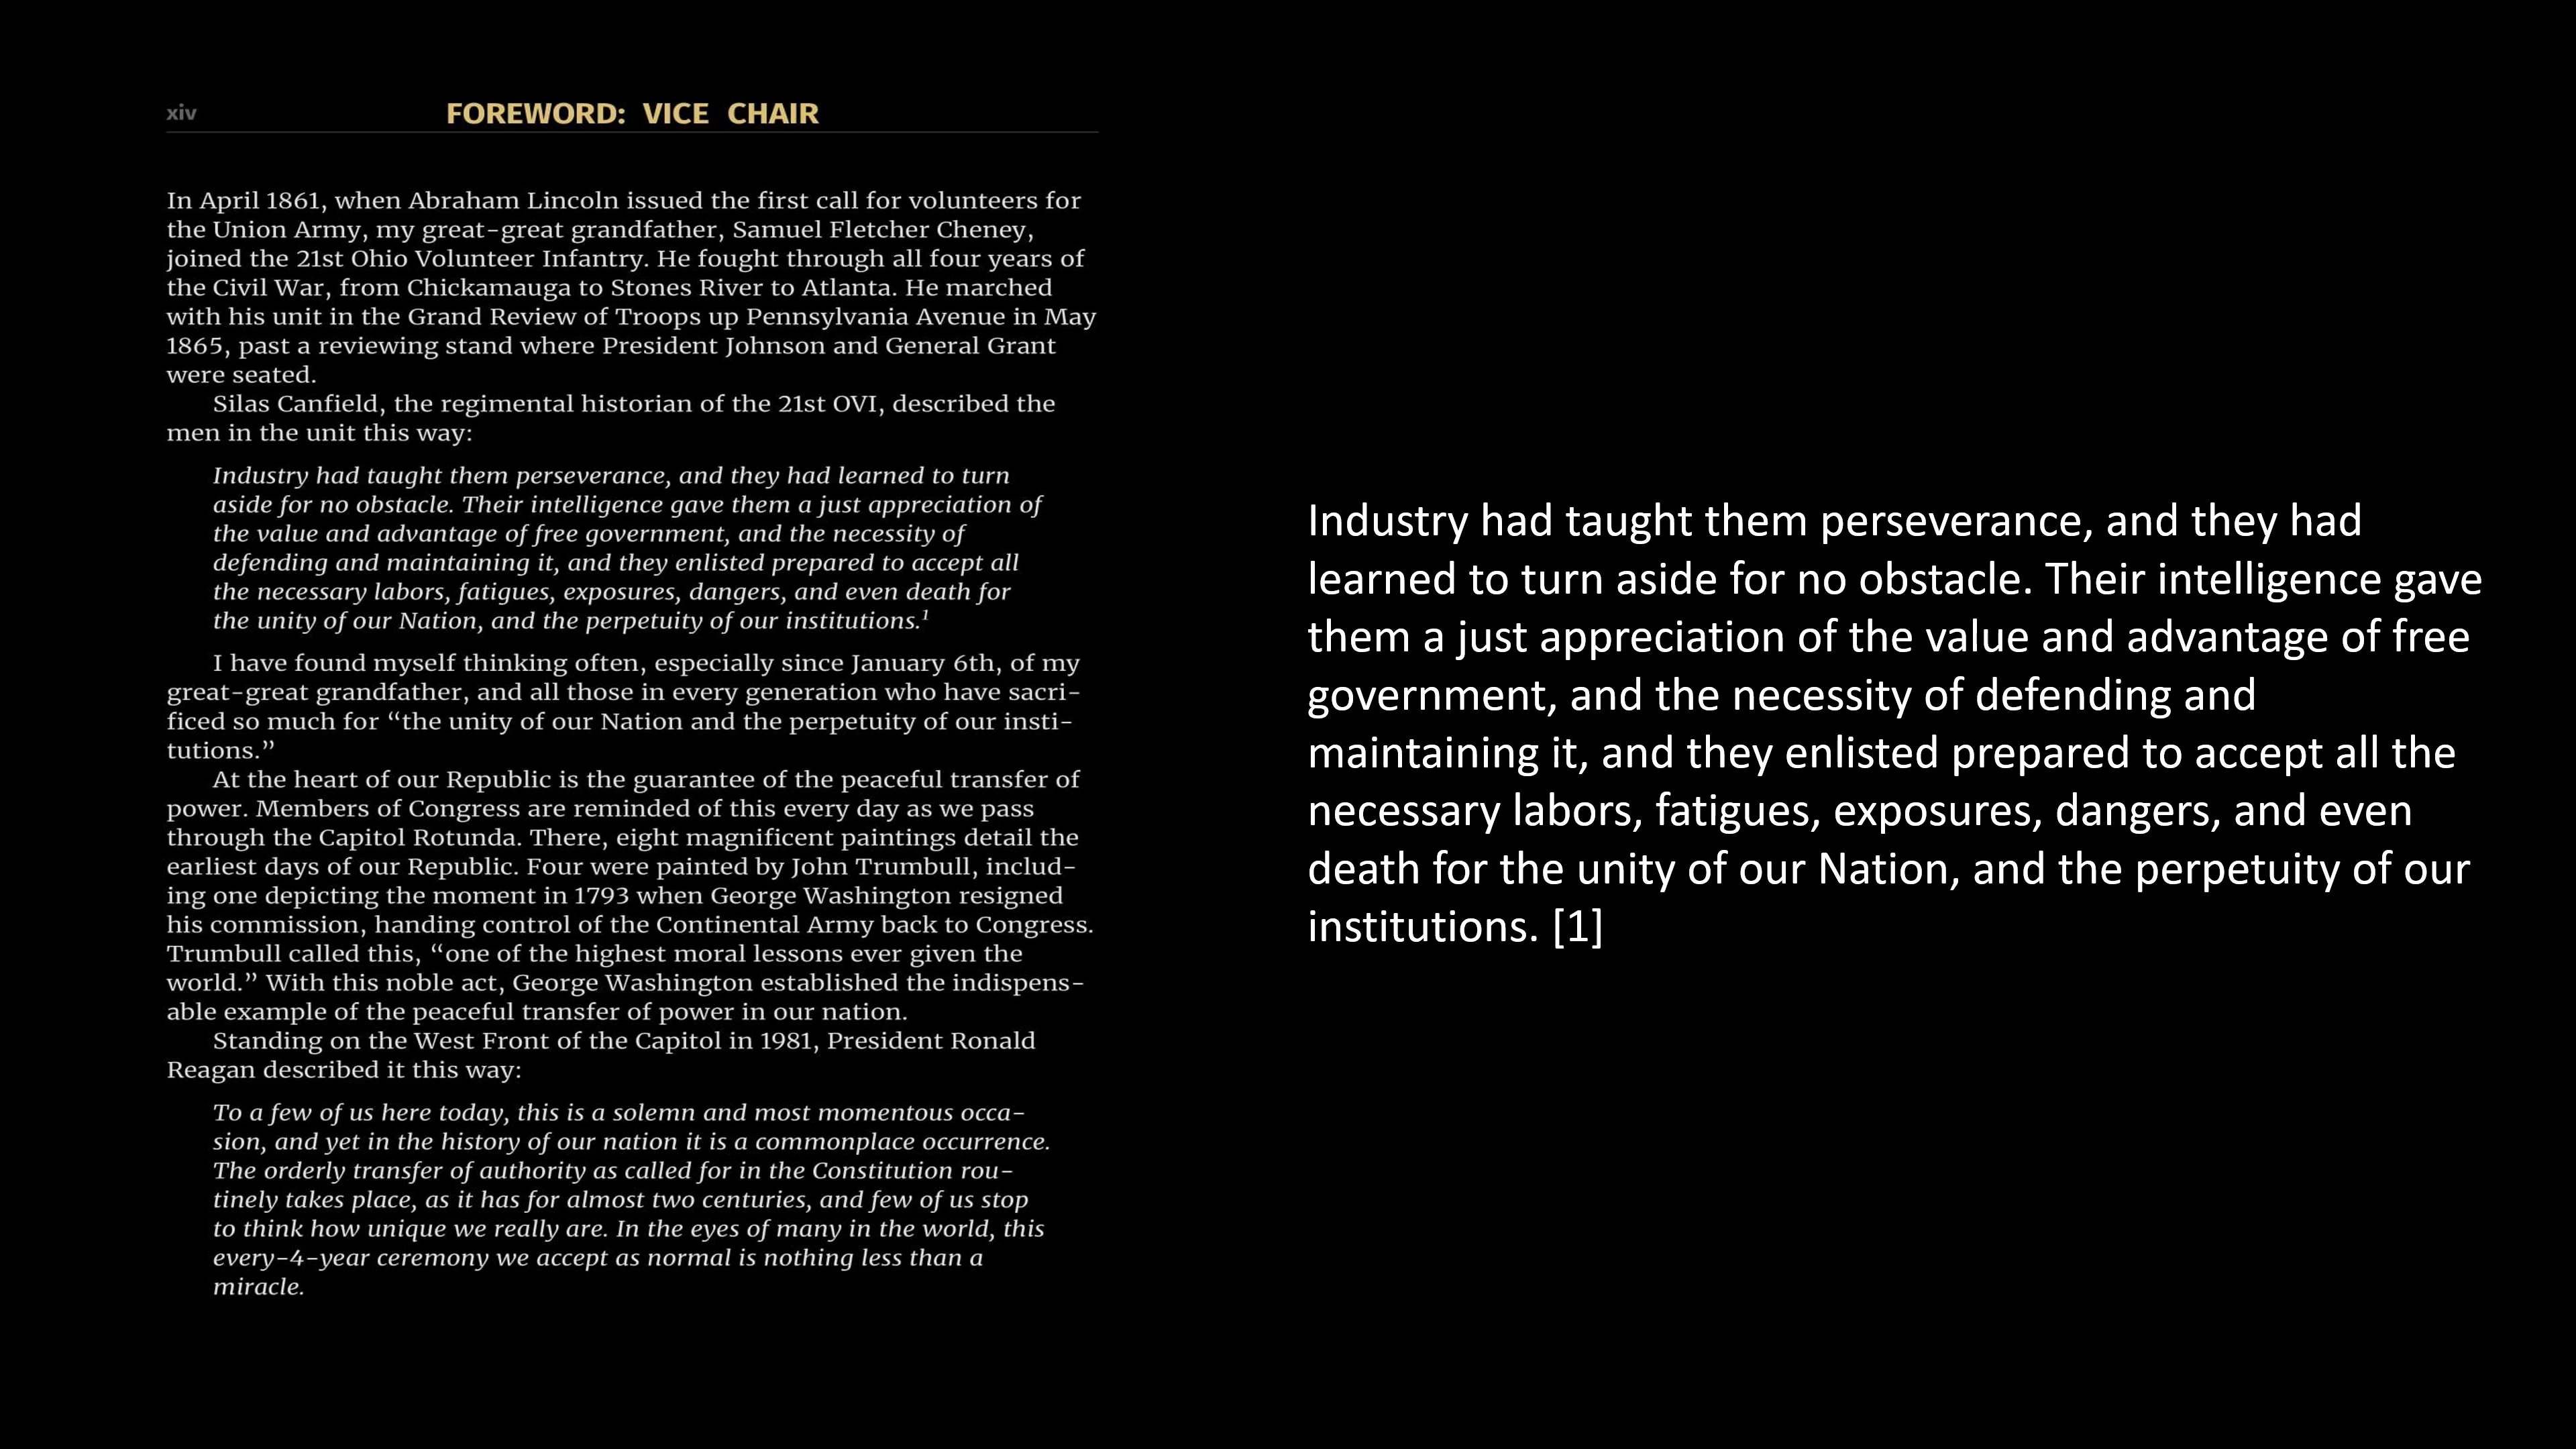 xiv
FOREWORD: VICE CHAIR
In April 1861, when Abraham Lincoln issued the first call for volunteers for
the Union Army, my great-great grandfather, Samuel Fletcher Cheney,
joined the 21st Ohio Volunteer Infantry. He fought through all four years of
the Civil War, from Chickamauga to Stones River to Atlanta. He marched
with his unit in the Grand Review of Troops up Pennsylvania Avenue in May
1865, past a reviewing stand where President Johnson and General Grant
were seated.
Silas Canfield, the regimental historian of the 21st OVI, described the
men in the unit this way:
Industry had taught them perseverance, and they had learned to turn
aside for no obstacle. Their intelligence gave them a just appreciation of
the value and advantage of free government, and the necessity of
defending and maintaining it, and they enlisted prepared to accept all
the necessary labors, fatigues, exposures, dangers, and even death for
the unity of our Nation, and the perpetuity of our institutions.1
I have found myself thinking often, especially since January 6th, of my
great-great grandfather, and all those in every generation who have sacri-
ficed so much for “the unity of our Nation and the perpetuity of our insti-
tutions.”
At the heart of our Republic is the guarantee of the peaceful transfer of
power. Members of Congress are reminded of this every day as we pass
through the Capitol Rotunda. There, eight magnificent paintings detail the
earliest days of our Republic. Four were painted by John Trumbull, includ-
ing one depicting the moment in 1793 when George Washington resigned
his commission, handing control of the Continental Army back to Congress.
Trumbull called this, “one of the highest moral lessons ever given the
world.” With this noble act, George Washington established the indispens-
able example of the peaceful transfer of power in our nation.
Standing on the West Front of the Capitol in 1981, President Ronald
Reagan described it this way:
To a few of us here today, this is a solemn and most momentous occa-
sion, and yet in the history of our nation it is a commonplace occurrence.
The orderly transfer of authority as called for in the Constitution rou-
tinely takes place, as it has for almost two centuries, and few of us stop
to think how unique we really are. In the eyes of many in the world, this
every-4-year ceremony we accept as normal is nothing less than a
miracle.
Industry had taught them perseverance, and they had
learned to turn aside for no obstacle. Their intelligence gave
them a just appreciation of the value and advantage of free
government, and the necessity of defending and
maintaining it, and they enlisted prepared to accept all the
necessary labors, fatigues, exposures, dangers, and even
death for the unity of our Nation, and the perpetuity of our
institutions. [1]